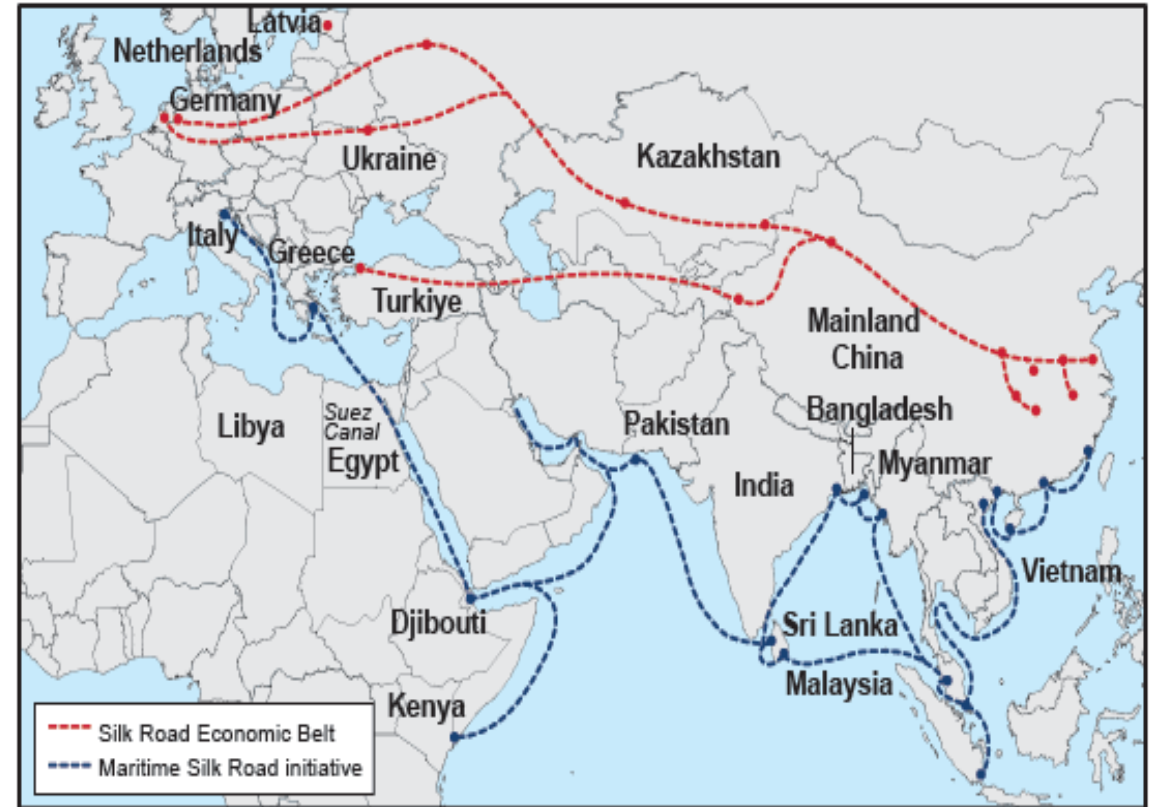 Latvia
Netherlands
Germany
Ukraine
Kazakhstan
Italy
Greece
Turkiye
Mainland
China
Libya
Suez
Canal
Egypt
Pakistan
Bangladesh
India
Myanmar
Vietnam
Djibouti
Sri Lanka
Malaysia
Kenya
Silk Road Economic Belt
Maritime Silk Road initiative